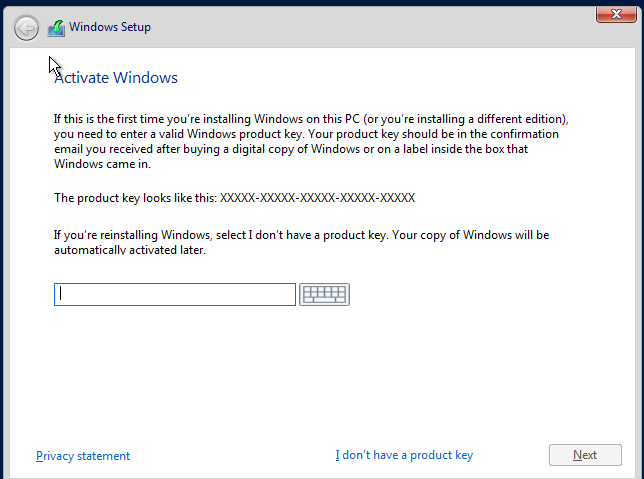 Windows Setup
Activate Windows
If this is the first time you're installing Windows on this PC (or you're installing a different edition),
you need to enter a valid Windows product key. Your product key should be in the confirmation
email you received after buying a digital copy of Windows or on a label inside the box that
Windows came in.
The product key looks like this: XXXXX-XXXXX-XXXXX-XXXXX-XXXXX
If you're reinstalling Windows, select I don't have a product key. Your copy of Windows will be
automatically activated later.
Privacy statement
I don't have a product key
Next